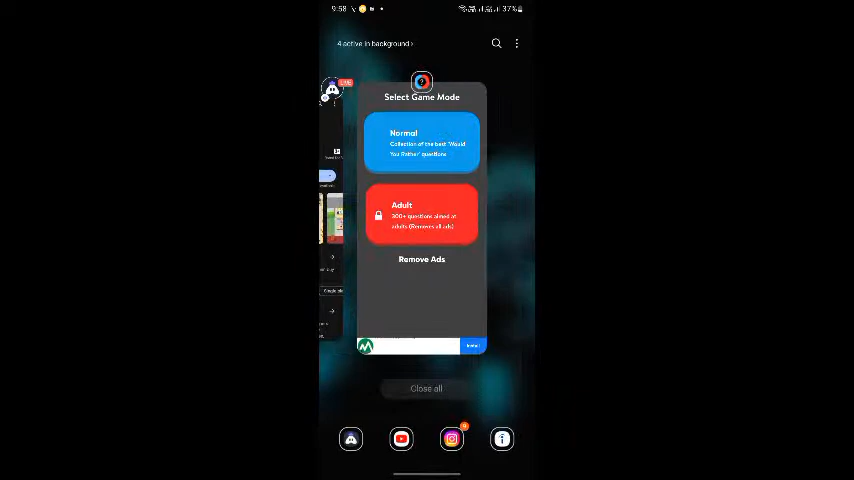 9:58
37%
4 active in background ›
LIVE
Select Game Mode
Normal
Collection of the best 'Would
You Rather' questions
Adult
300+ questions aimed at
adults (Removes all ads)
Remove Ads
Install
Close all